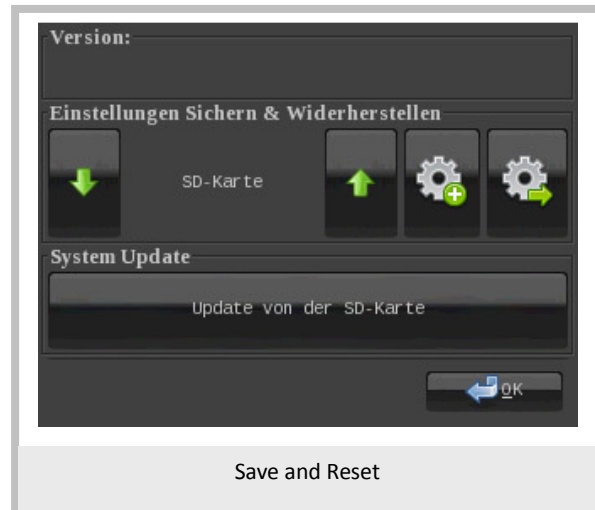 Version:
Einstellungen Sichern & Widerherstellen
SD-Karte
System Update
Update von der SD-Karte
OK
Save and Reset